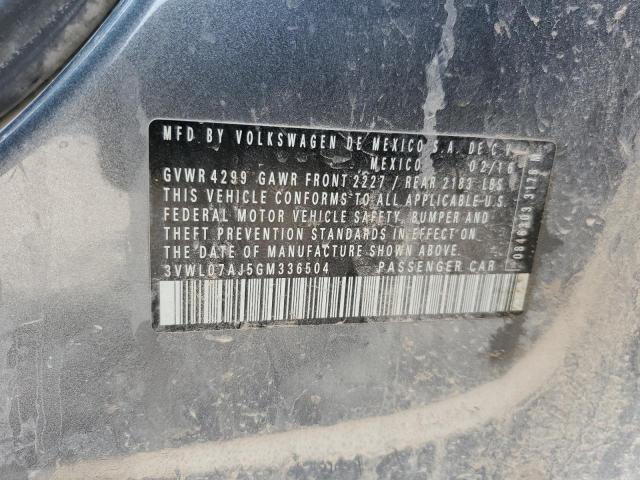 MFD BY VOLKSWAGEN DE MEXICO S.A. DE C.V.
MEXICO 02/16
GVWR 4299 GAWR FRONT 2227 / REAR 2183 LBS
THIS VEHICLE CONFORMS TO ALL APPLICABLE U.S.
FEDERAL MOTOR VEHICLE SAFETY, BUMPER AND
THEFT PREVENTION STANDARDS IN EFFECT ON
THE DATE OF MANUFACTURE SHOWN ABOVE.
3VWL07AJ5GM336504 PASSENGER CAR